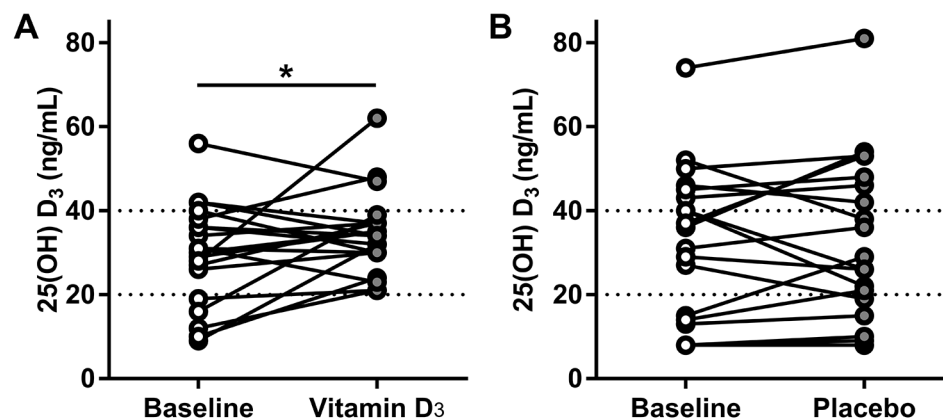 A
25(OH) D₃ (ng/mL)
80
60
40
20
0
*
Baseline
Vitamin D₃
B
25(OH) D₃ (ng/mL)
80
60
40
20
0
Baseline
Placebo